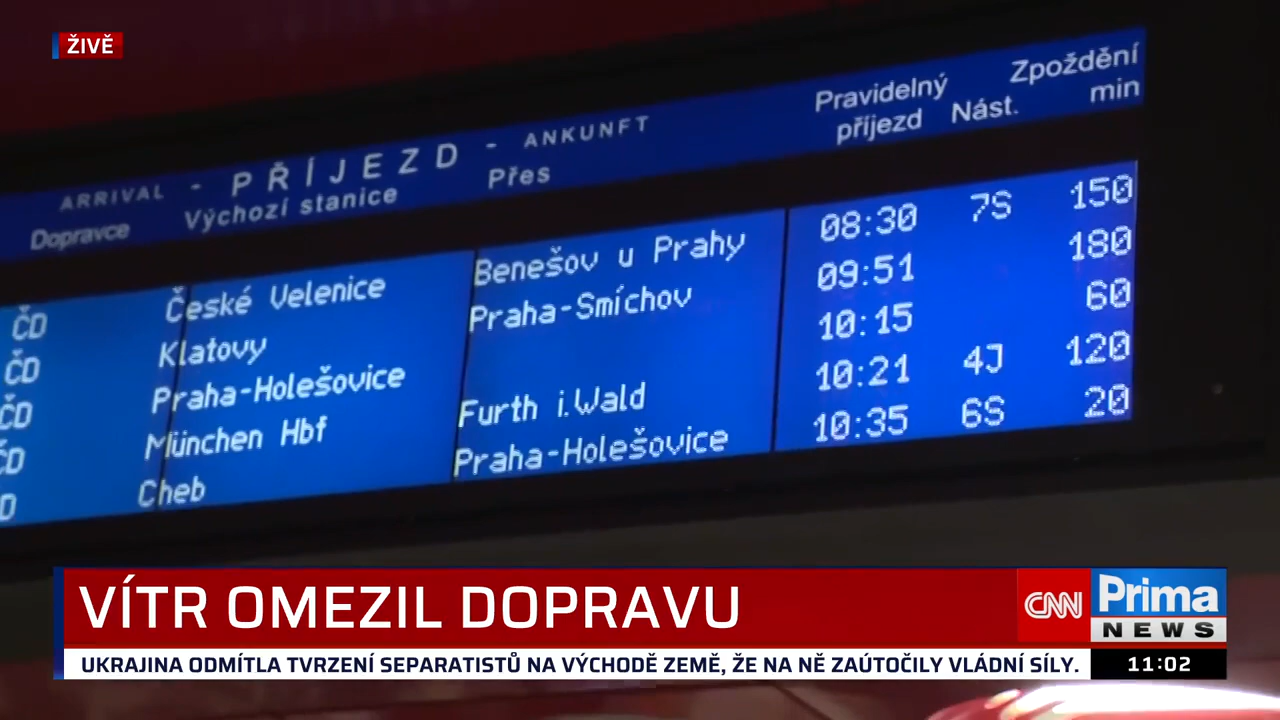 ŽIVĚ
ARRIVAL - PŘÍJEZD - ANKUNFT
Dopravce Výchozí stanice Přes Pravidelný příjezd Nást. Zpoždění min
ČD České Velenice Benešov u Prahy 08:30 7S 150
ČD Klatovy Praha-Smíchov 09:51 180
ČD Praha-Holešovice 10:15 60
ČD München Hbf Furth i.Wald 10:21 4J 120
Cheb Praha-Holešovice 10:35 6S 20
VÍTR OMEZIL DOPRAVU
CNN Prima NEWS
UKRAJINA ODMÍTLA TVRZENÍ SEPARATISTŮ NA VÝCHODĚ ZEMĚ, ŽE NA NĚ ZAÚTOČILY VLÁDNÍ SÍLY.
11:02